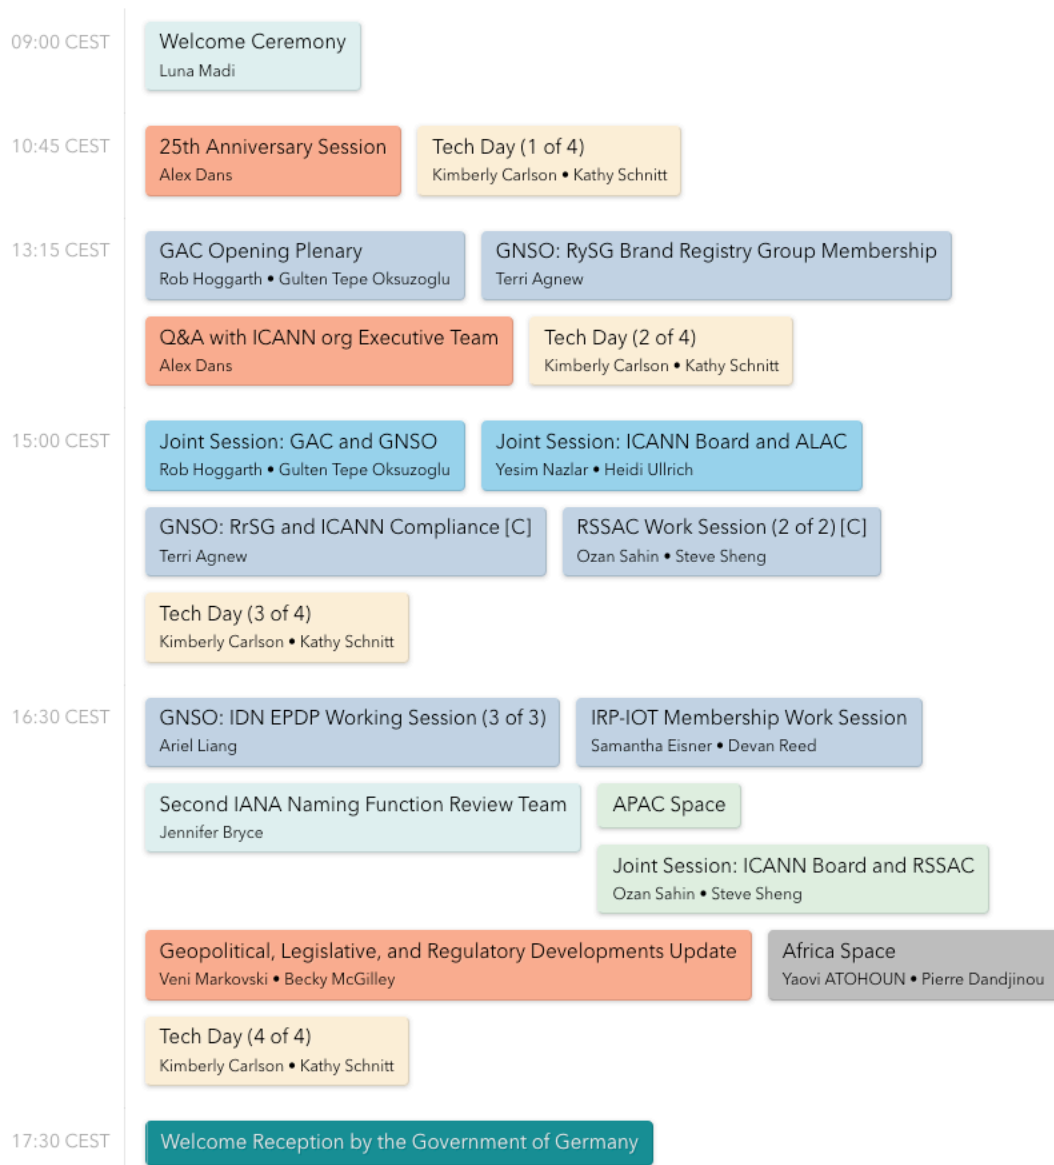 09:00 CEST
Welcome Ceremony
Luna Madi
10:45 CEST
25th Anniversary Session
Alex Dans
Tech Day (1 of 4)
Kimberly Carlson • Kathy Schnitt
13:15 CEST
GAC Opening Plenary
Rob Hoggarth • Gulten Tepe Oksuzoglu
GNSO: RySG Brand Registry Group Membership
Terri Agnew
Q&A with ICANN org Executive Team
Alex Dans
Tech Day (2 of 4)
Kimberly Carlson • Kathy Schnitt
15:00 CEST
Joint Session: GAC and GNSO
Rob Hoggarth • Gulten Tepe Oksuzoglu
Joint Session: ICANN Board and ALAC
Yesim Nazlar • Heidi Ullrich
GNSO: RrSG and ICANN Compliance [C]
Terri Agnew
RSSAC Work Session (2 of 2) [C]
Ozan Sahin • Steve Sheng
Tech Day (3 of 4)
Kimberly Carlson • Kathy Schnitt
16:30 CEST
GNSO: IDN EPDP Working Session (3 of 3)
Ariel Liang
IRP-IOT Membership Work Session
Samantha Eisner • Devan Reed
Second IANA Naming Function Review Team
Jennifer Bryce
APAC Space
Joint Session: ICANN Board and RSSAC
Ozan Sahin • Steve Sheng
Geopolitical, Legislative, and Regulatory Developments Update
Veni Markovski • Becky McGilley
Africa Space
Yaovi ATOHOUN • Pierre Dandjinou
Tech Day (4 of 4)
Kimberly Carlson • Kathy Schnitt
17:30 CEST
Welcome Reception by the Government of Germany